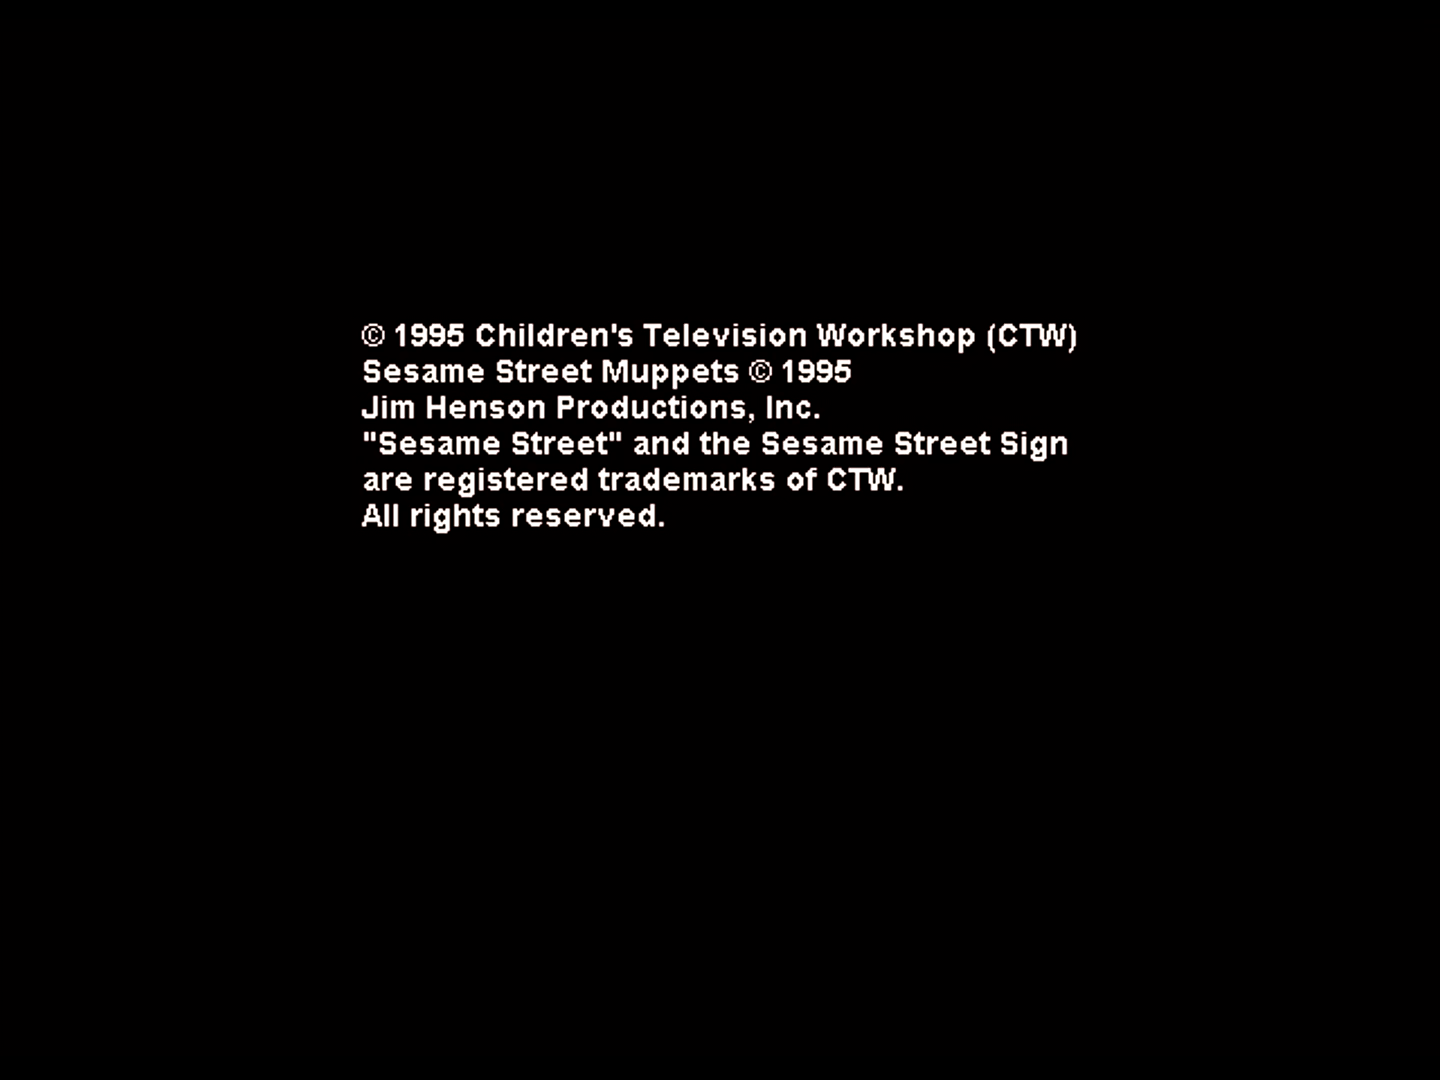 © 1995 Children's Television Workshop (CTW)
Sesame Street Muppets © 1995
Jim Henson Productions, Inc.
"Sesame Street" and the Sesame Street Sign
are registered trademarks of CTW.
All rights reserved.